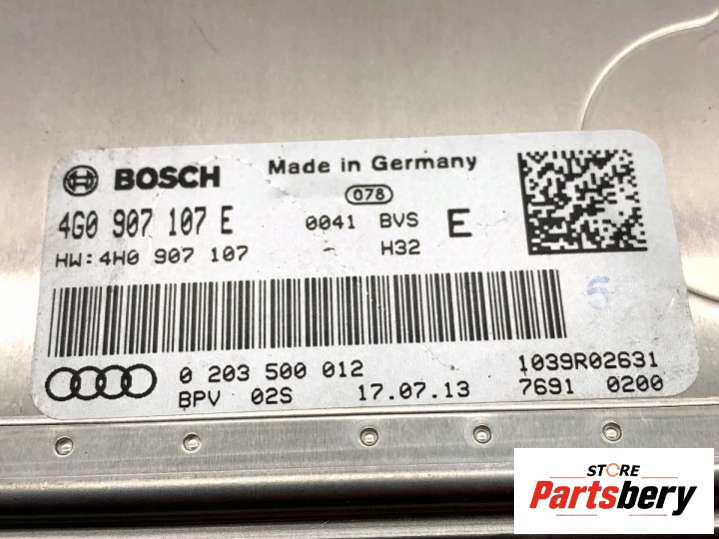 BOSCH Made in Germany
078
4G0 907 107 E 0041 BVS E
HW:4H0 907 107 - H32
5
0 203 500 012 1039R02631
BPV 02S 17.07.13 7691 0200
STORE
Partsbery